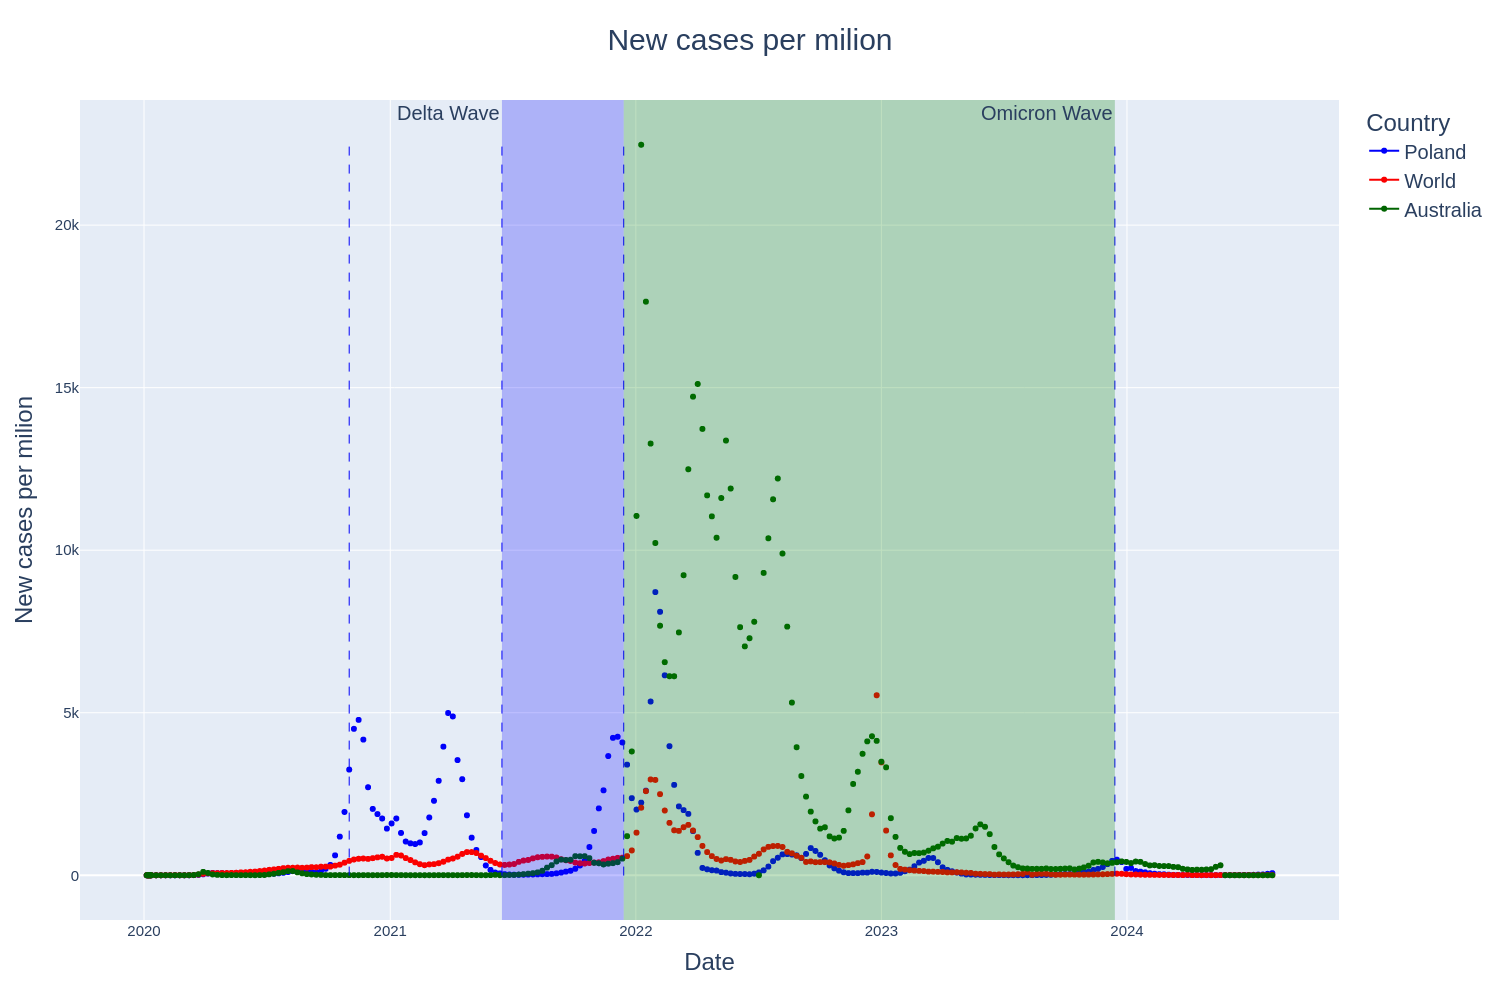 New cases per milion
Delta Wave
Omicron Wave
Country
Poland
World
Australia
New cases per milion
20k
15k
10k
5k
0
2020
2021
2022
2023
2024
Date